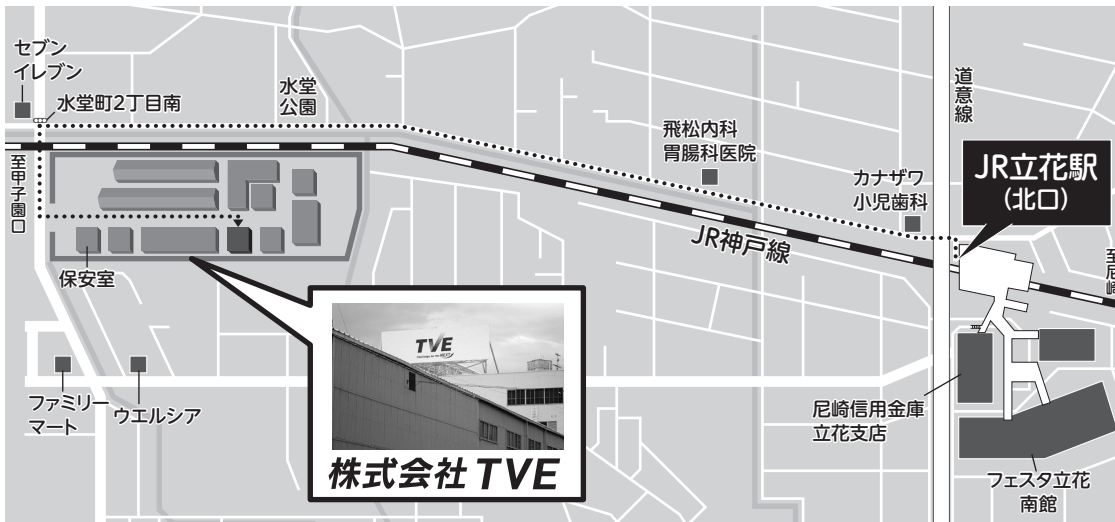 セブン
イレブン
水堂町2丁目南
水堂
公園
道意線
飛松内科
胃腸科医院
JR立花駅
(北口)
カナザワ
小児歯科
至甲子園口
JR神戸線
至尼崎
保安室
TVE
ファミリー
マート
ウエルシア
尼崎信用金庫
立花支店
株式会社 TVE
フェスタ立花
南館